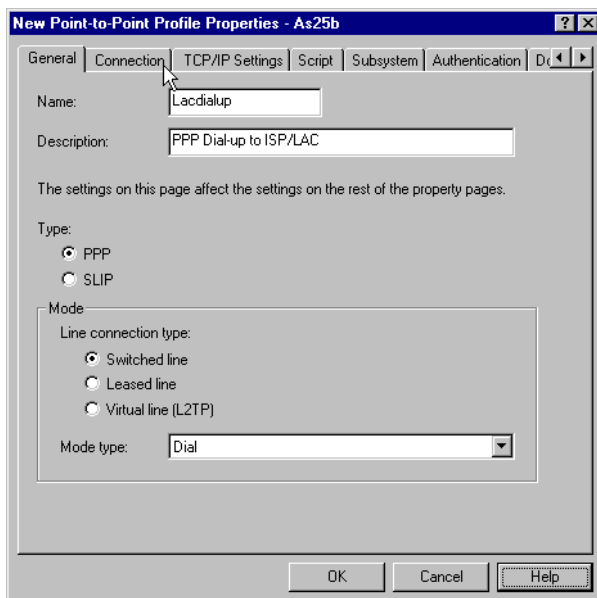 New Point-to-Point Profile Properties - As25b
General Connection TCP/IP Settings Script Subsystem Authentication
Name: Lacdialup
Description: PPP Dial-up to ISP/LAC
The settings on this page affect the settings on the rest of the property pages.
Type:
PPP
SLIP
Mode
Line connection type:
Switched line
Leased line
Virtual line (L2TP)
Mode type: Dial
OK Cancel Help